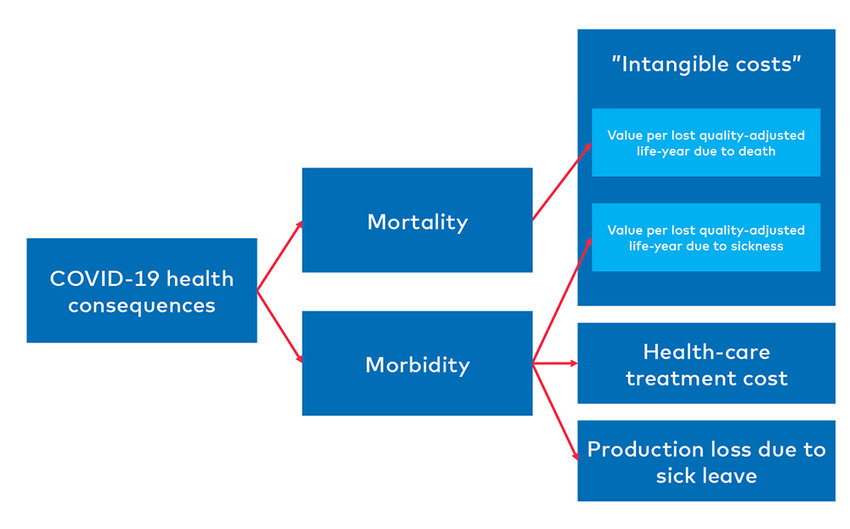 COVID-19 health
consequences
Mortality
Morbidity
”Intangible costs”
Value per lost quality-adjusted
life-year due to death
Value per lost quality-adjusted
life-year due to sickness
Health-care
treatment cost
Production loss due to
sick leave